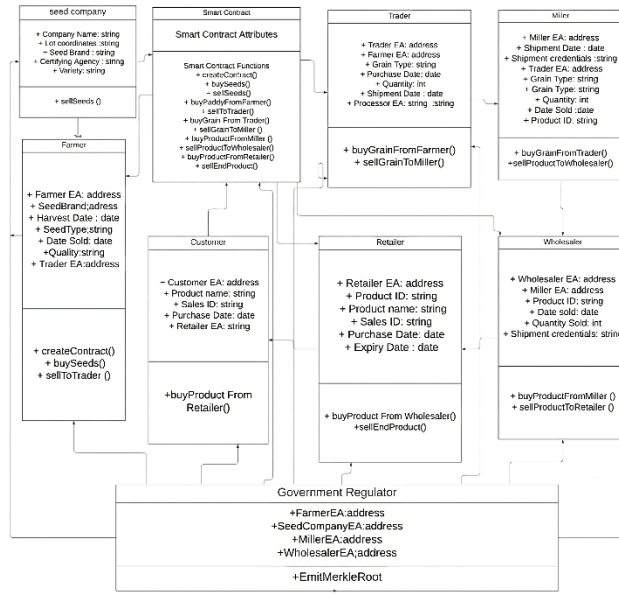 seed company
+ Company Name: string
+ Lot coordinates :string
+ Seed Brand : string
+ Certifying Agency : string
+ Variety: string
+ sellSeeds ()
Smart Contract
Smart Contract Attributes
Smart Contract Functions
+ createContract()
+ buySeeds()
+ sellSeeds()
+ buyPaddyFromFarmer()
+ sellToTrader()
+ buyGrain From Trader()
+ sellGrainToMiller ()
+ buyProductFromMiller()
+ sellProductToWholesaler()
+ buyProductFromRetailer()
+ sellEndProduct()
Trader
+ Trader EA: address
+ Farmer EA: address
+ Grain Type: string
+ Purchase Date: date
+ Quantity: int
+ Shipment Date : date
+ Processor EA: string :string
+ buyGrainFromFarmer()
+ sellGrainToMiller()
Miller
+ Miller EA: address
+ Shipment Date : date
+ Shipment credentials: string
+ Trader EA: address
+ Grain Type: string
+ Grain Type: string
+ Quantity: int
+ Date Sold : date
+ Product ID: string
+ buyGrainFromTrader()
+sellProductToWholesaler()
Farmer
+ Farmer EA: address
+ SeedBrand;adress
+ Harvest Date : date
+ SeedType;string
+ Date Sold: date
+Quality:string
+ Trader EA:address
+ createContract()
+ buySeeds()
+ sellToTrader ()
Customer
+ Customer EA: address
+ Product name: string
+ Sales ID: string
+ Purchase Date: date
+ Retailer EA: string
+buyProduct From
Retailer()
Retailer
+ Retailer EA: address
+ Product ID: string
+ Product name: string
+ Sales ID: string
+ Purchase Date: date
+ Expiry Date : date
+ buyProduct From Wholesaler()
+sellEndProduct()
Wholesaler
+ Wholesaler EA: address
+ Miller EA: address
+ Product ID: string
+ Date sold: date
+ Quantity Sold: int
+ Shipment credentials: string
+ buyProductFromMiller ()
+ sellProductToRetailer ()
Government Regulator
+FarmerEA:address
+SeedCompanyEA:address
+MillerEA:address
+WholesalerEA;address
+EmitMerkleRoot